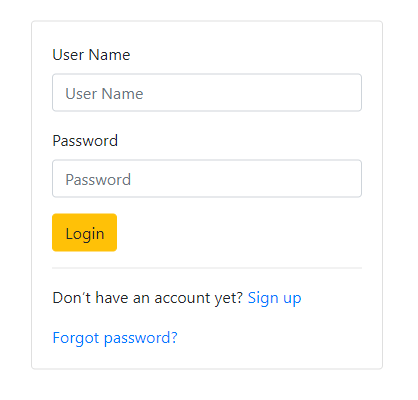 User Name
User Name
Password
Password
Login
Don't have an account yet? Sign up
Forgot password?